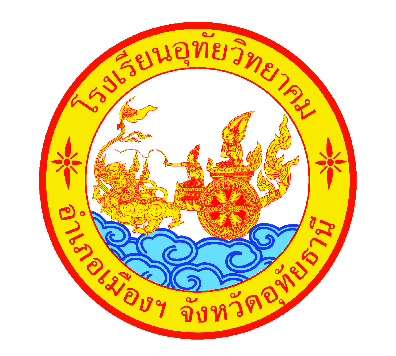 โรงเรียนอุทัยวิทยาคม
อำเภอเมืองฯ จังหวัดอุทัยธานี